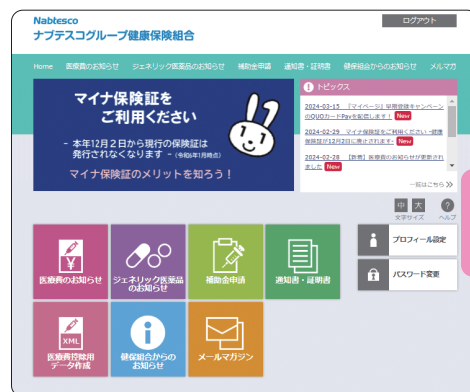 Nabtesco
ナブテスコグループ健康保険組合
ログアウト
Home 医療費のお知らせ ジェネリック医薬品のお知らせ 補助金申請 通知書・証明書 健保組合からのお知らせ メルマガ
マイナ保険証を
ご利用ください
- 本年12月2日から現行の保険証は
発行されなくなります - (令和6年1月時点)
マイナ保険証のメリットを知ろう！
トピックス
2024-03-15 『マイページ』早期登録キャンペーン
のQUOカードPayを配信します！ New
2024-02-29 マイナ保険証をご利用ください -健康
保険証が12月2日に廃止されます- New
2024-02-28 【新着】医療費のお知らせが更新され
ました New
一覧はこちら
中 大 ?
文字サイズ ヘルプ
医療費のお知らせ
ジェネリック医薬品
のお知らせ
補助金申請
通知書・証明書
プロフィール設定
パスワード変更
XML
医療費控除用
データ作成
健保組合からの
お知らせ
メールマガジン